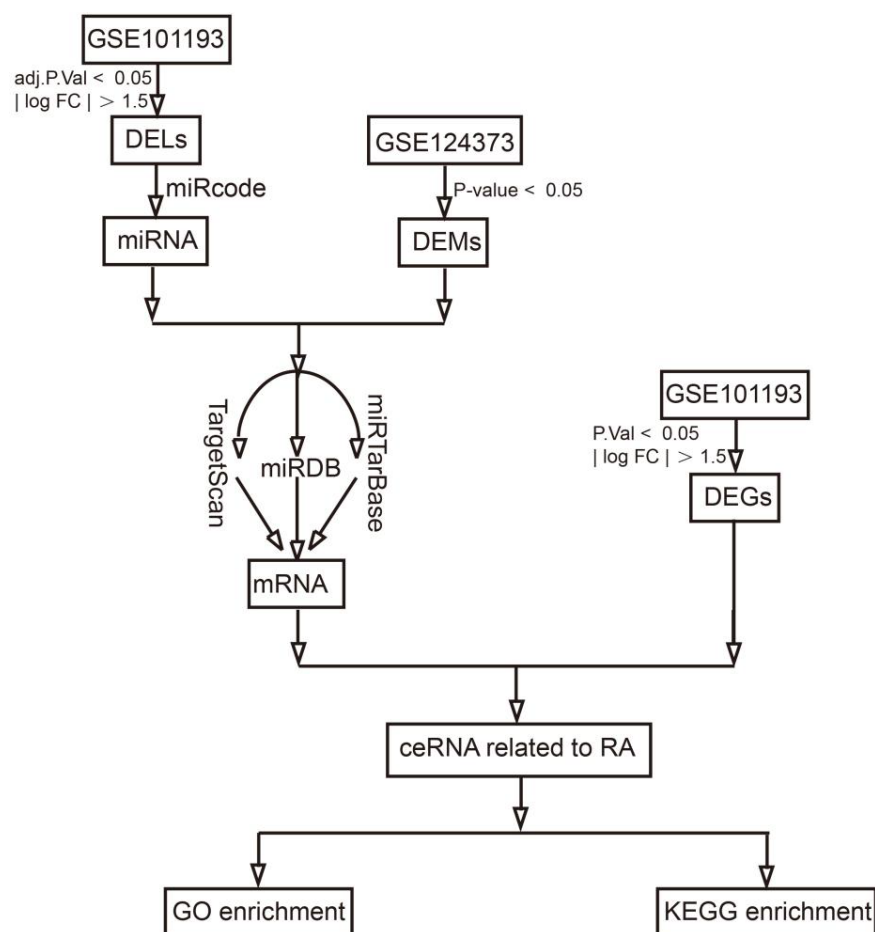 GSE101193
adj.P.Val < 0.05
| log FC | > 1.5
DELs
GSE124373
miRcode
P-value < 0.05
miRNA
DEMs
GSE101193
TargetScan
miRDB
miRTarBase
P.Val < 0.05
| log FC | > 1.5
DEGs
mRNA
ceRNA related to RA
GO enrichment
KEGG enrichment